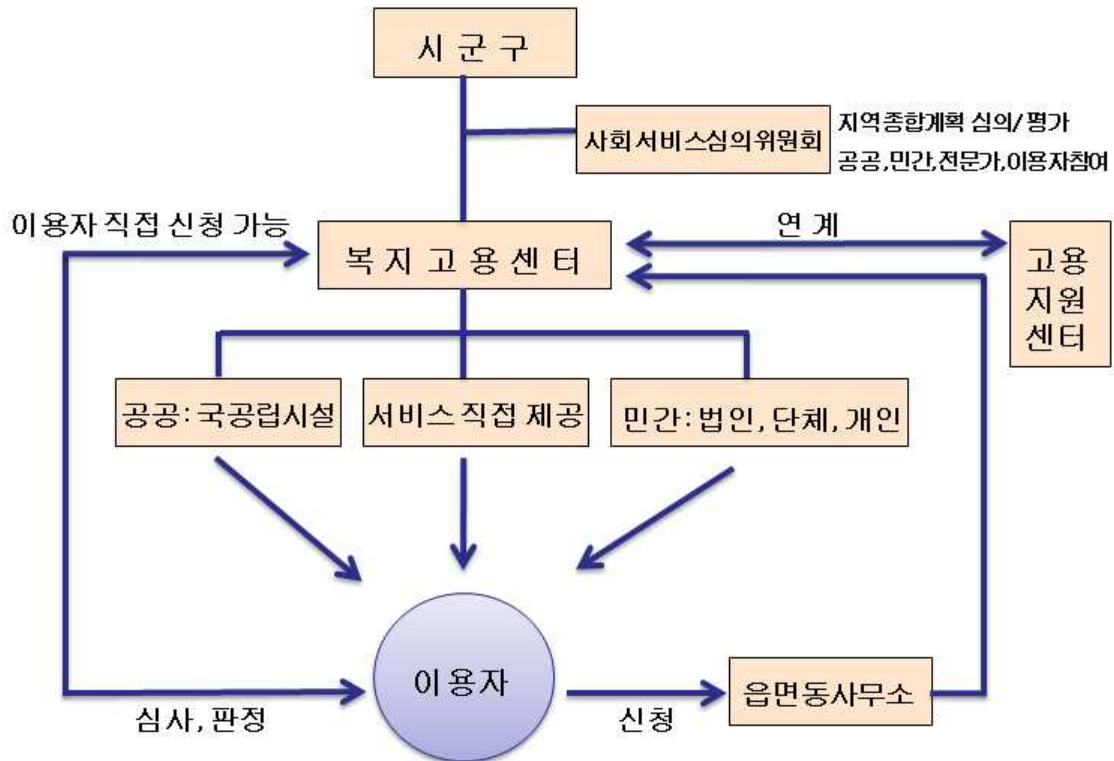 시 군 구
사회 서비스심의위원회
지역종합계획 심의/ 평가
공공,민간,전문가,이용자참여
이용자 직접 신청 가능
복 지 고 용 센 터
연 계
고용
지원
센터
공공: 국공립시설
서비스 직접 제공
민간: 법인, 단체, 개인
이용자
심사, 판정
신청
읍면동사무소